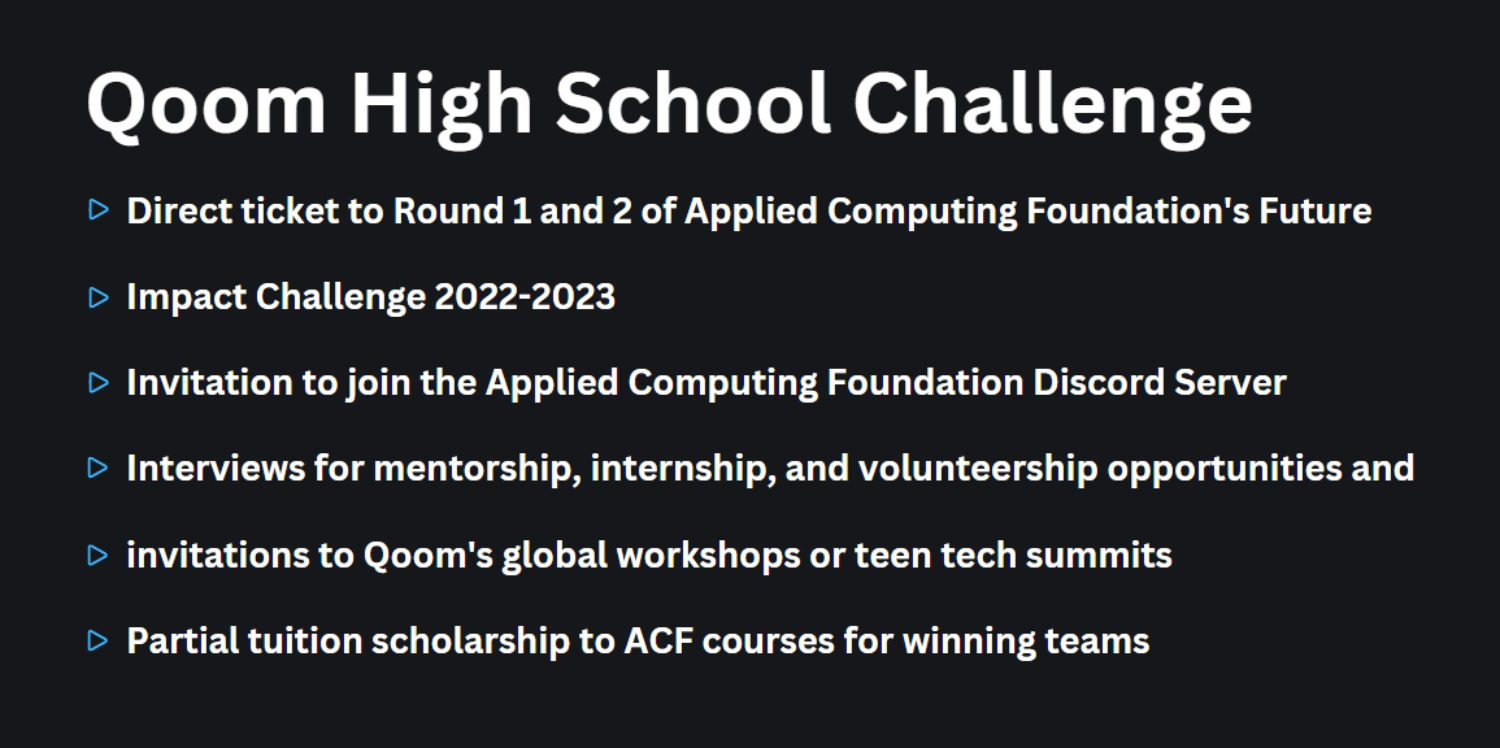 Qoom High School Challenge
Direct ticket to Round 1 and 2 of Applied Computing Foundation's Future
Impact Challenge 2022-2023
Invitation to join the Applied Computing Foundation Discord Server
Interviews for mentorship, internship, and volunteership opportunities and
invitations to Qoom's global workshops or teen tech summits
Partial tuition scholarship to ACF courses for winning teams